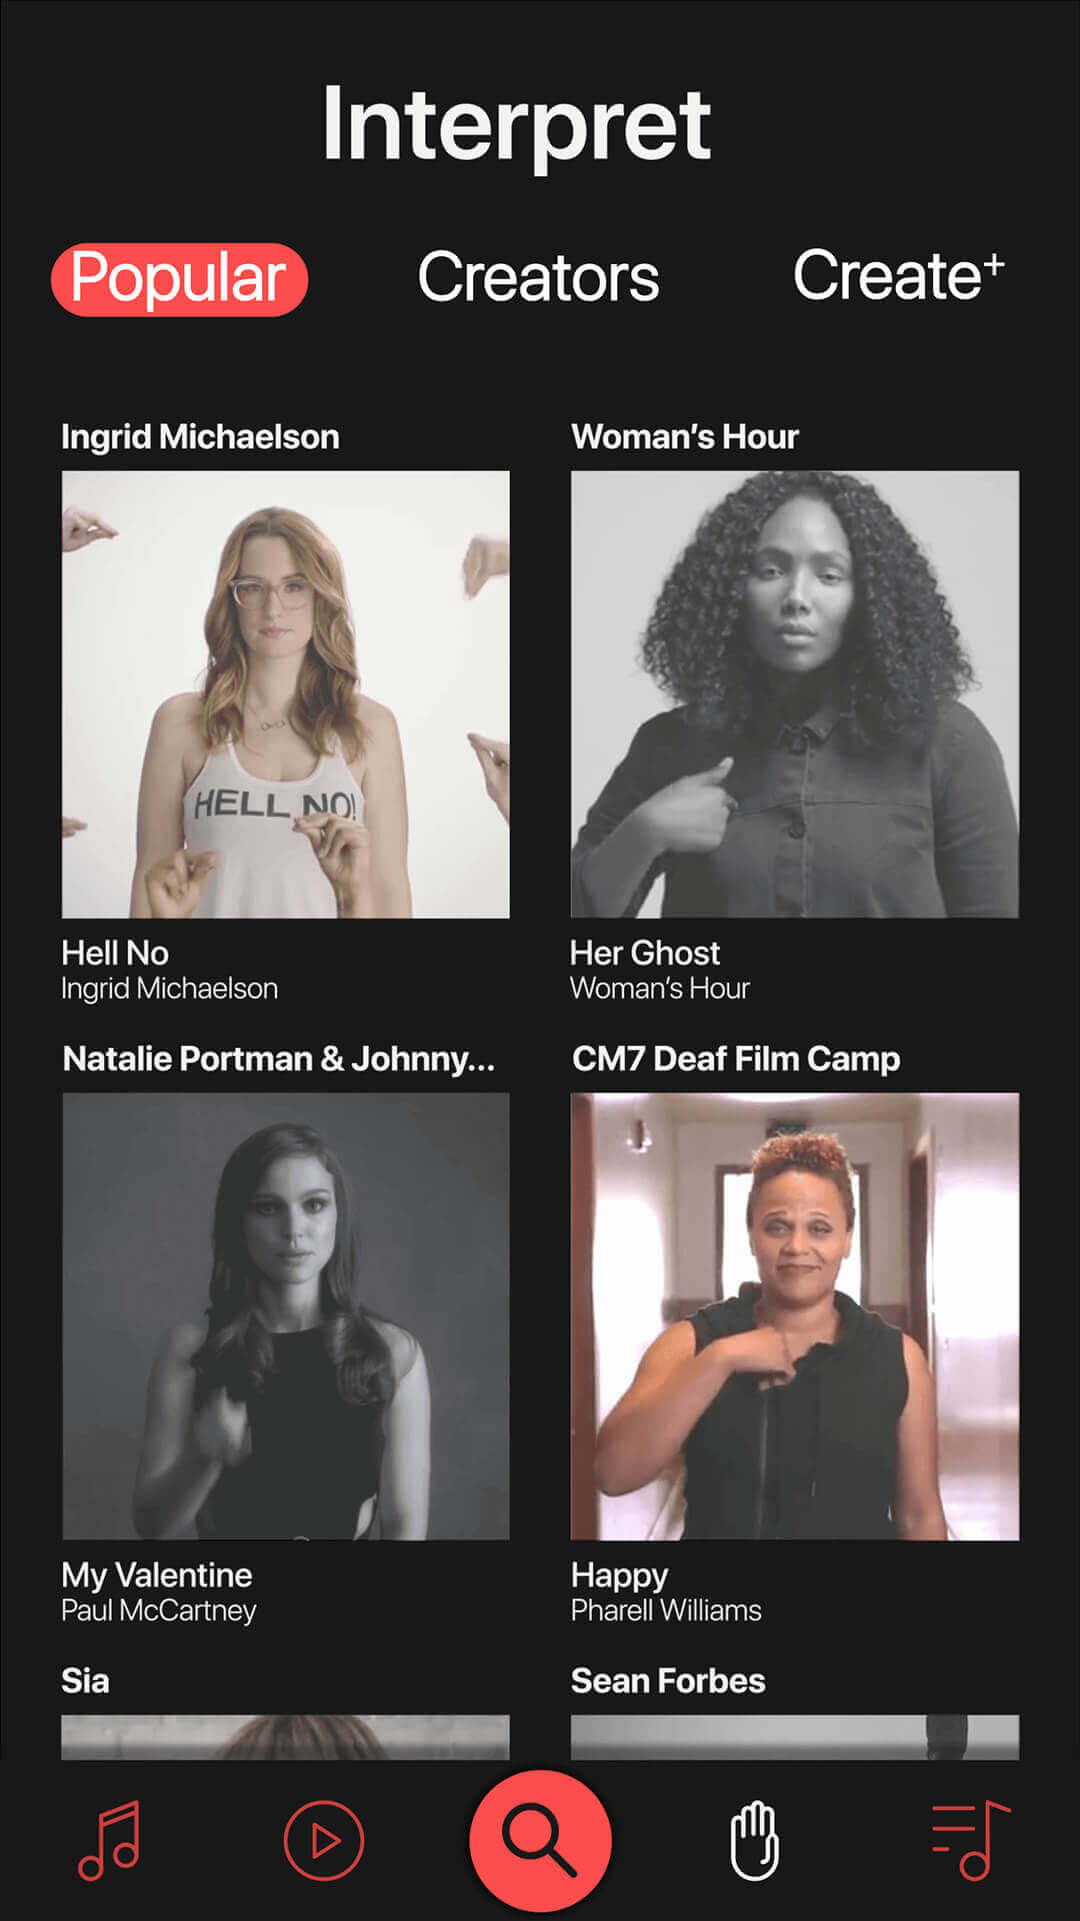 Interpret
Popular Creators Create+
Ingrid Michaelson
Woman's Hour
HELL NO!
Hell No
Ingrid Michaelson
Her Ghost
Woman's Hour
Natalie Portman & Johnny...
CM7 Deaf Film Camp
My Valentine
Paul McCartney
Happy
Pharell Williams
Sia
Sean Forbes